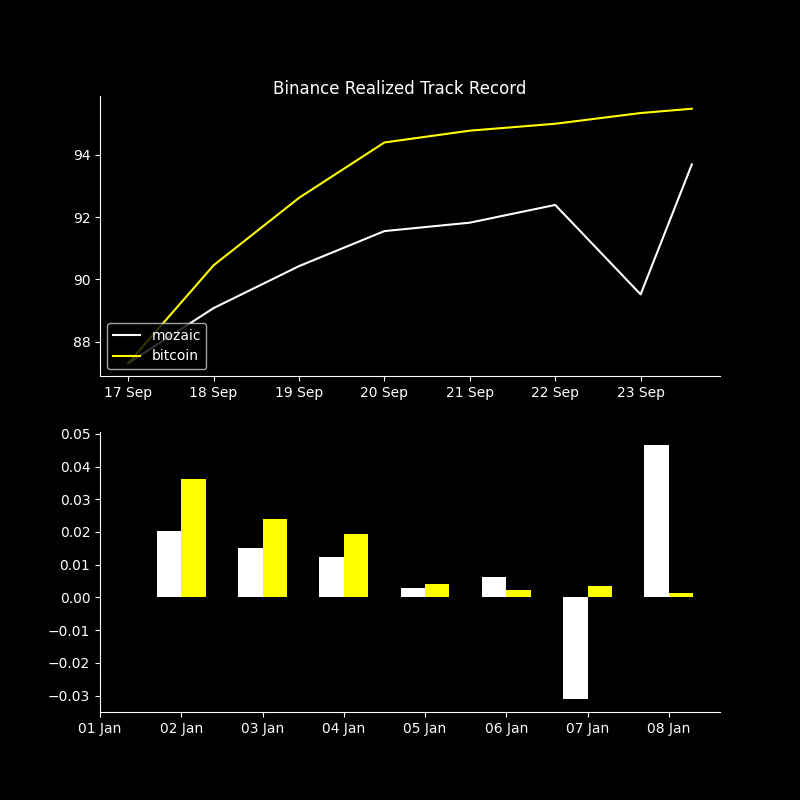 Binance Realized Track Record
94
92
90
88
mozaic
bitcoin
17 Sep 18 Sep 19 Sep 20 Sep 21 Sep 22 Sep 23 Sep
0.05
0.04
0.03
0.02
0.01
0.00
−0.01
−0.02
−0.03
01 Jan 02 Jan 03 Jan 04 Jan 05 Jan 06 Jan 07 Jan 08 Jan